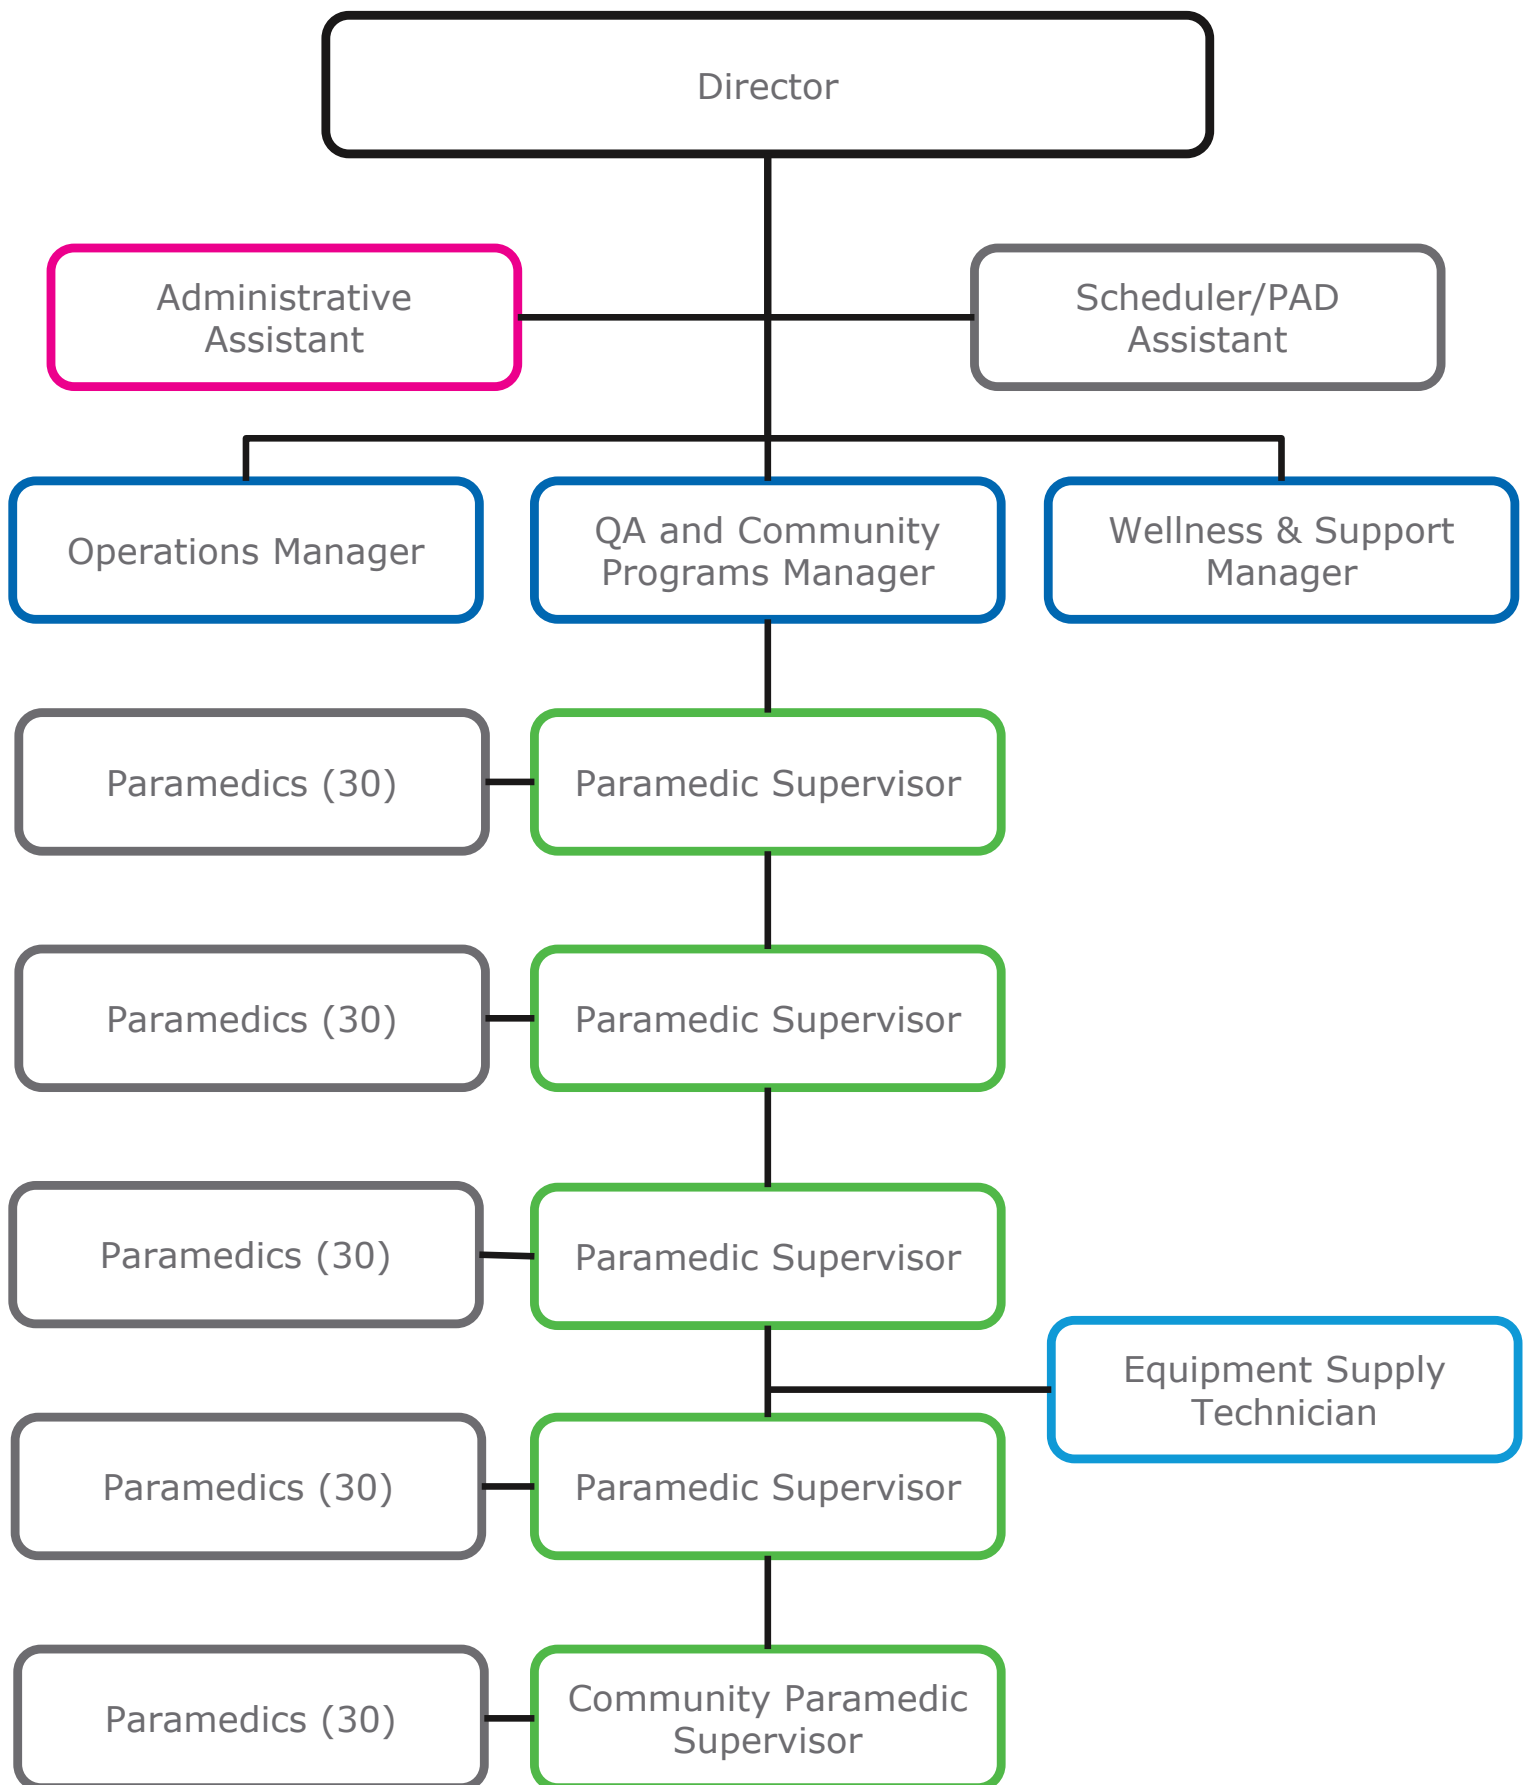 Director
Administrative
Assistant
Scheduler/PAD
Assistant
Operations Manager
QA and Community
Programs Manager
Wellness & Support
Manager
Paramedics (30)
Paramedic Supervisor
Paramedics (30)
Paramedic Supervisor
Paramedics (30)
Paramedic Supervisor
Equipment Supply
Technician
Paramedics (30)
Paramedic Supervisor
Paramedics (30)
Community Paramedic
Supervisor